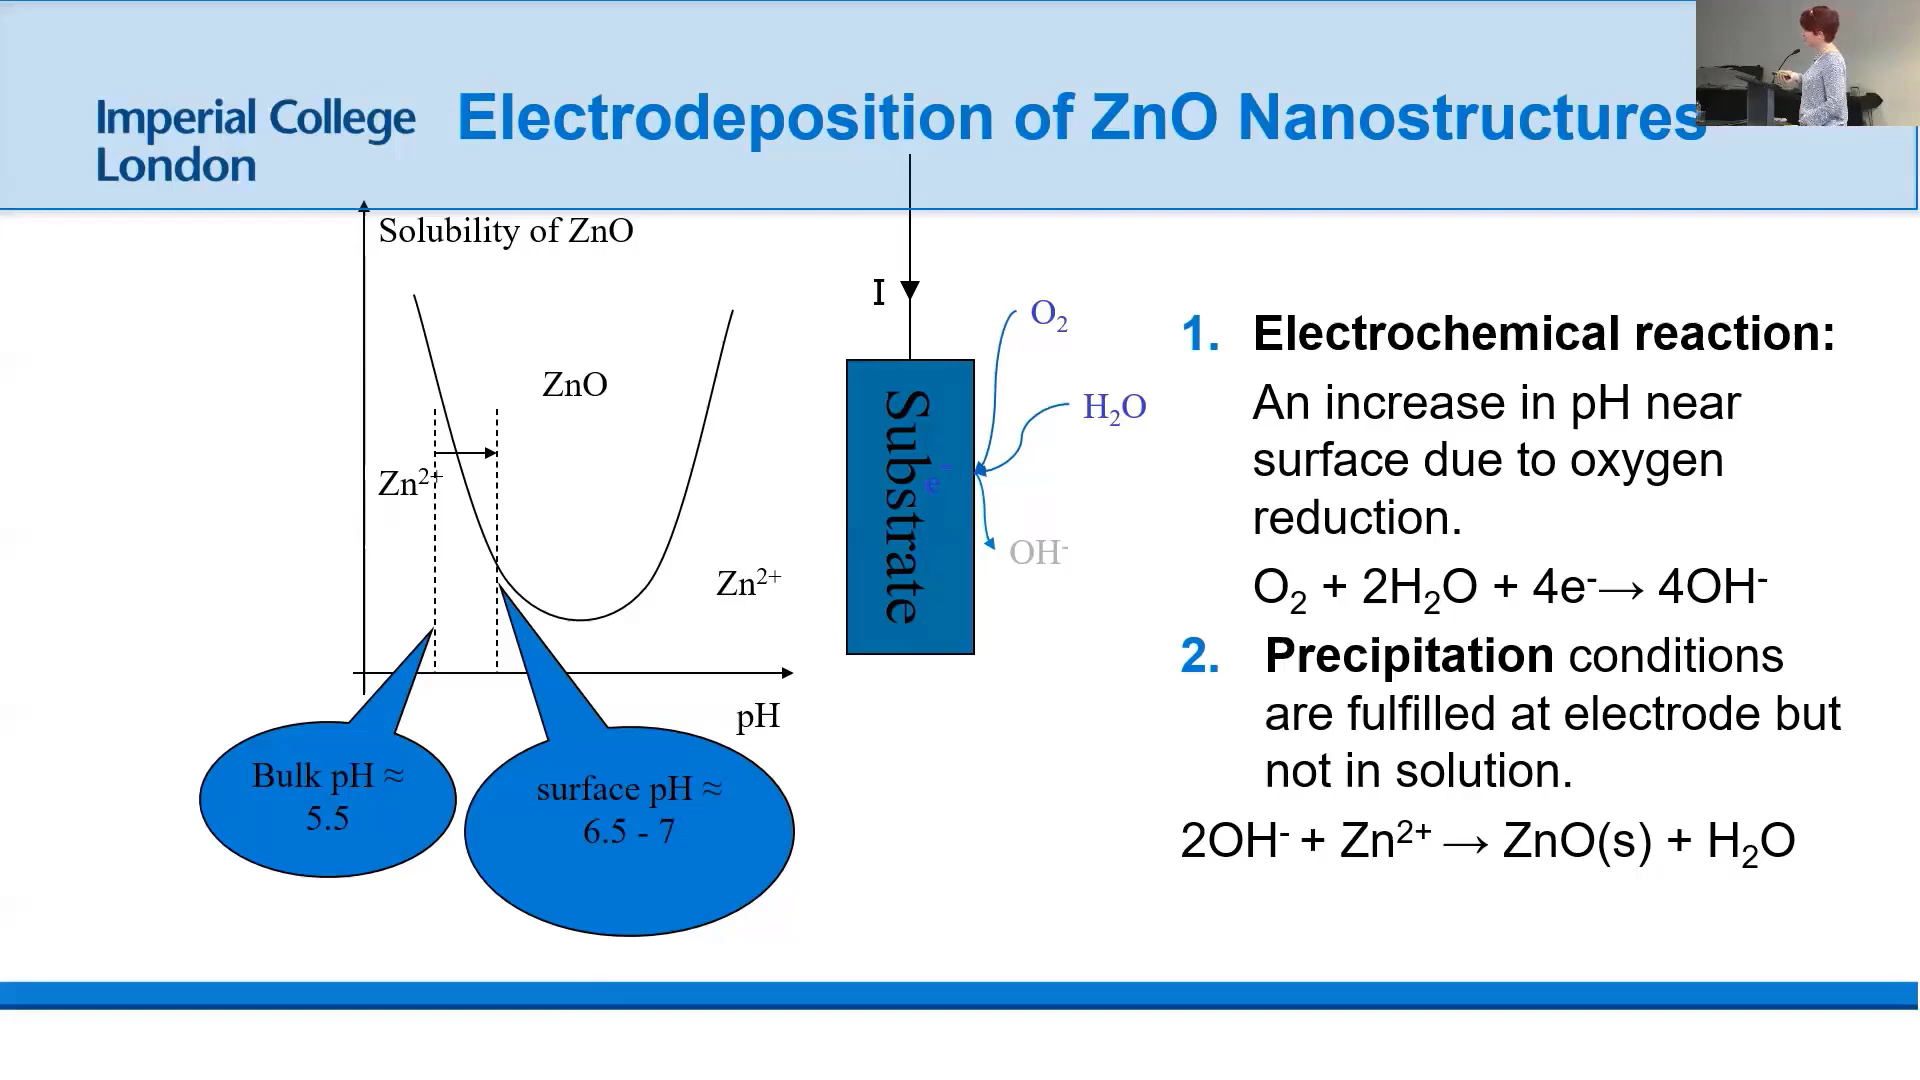 Imperial College
London
Electrodeposition of ZnO Nanostructures
Solubility of ZnO
ZnO
Zn²⁺
Zn²⁺
pH
Bulk pH ≈
5.5
surface pH ≈
6.5 - 7
I
Substrate
e⁻
O₂
H₂O
OH⁻
1. Electrochemical reaction:
An increase in pH near
surface due to oxygen
reduction.
O₂ + 2H₂O + 4e⁻→ 4OH⁻
2. Precipitation conditions
are fulfilled at electrode but
not in solution.
2OH⁻ + Zn²⁺ → ZnO(s) + H₂O